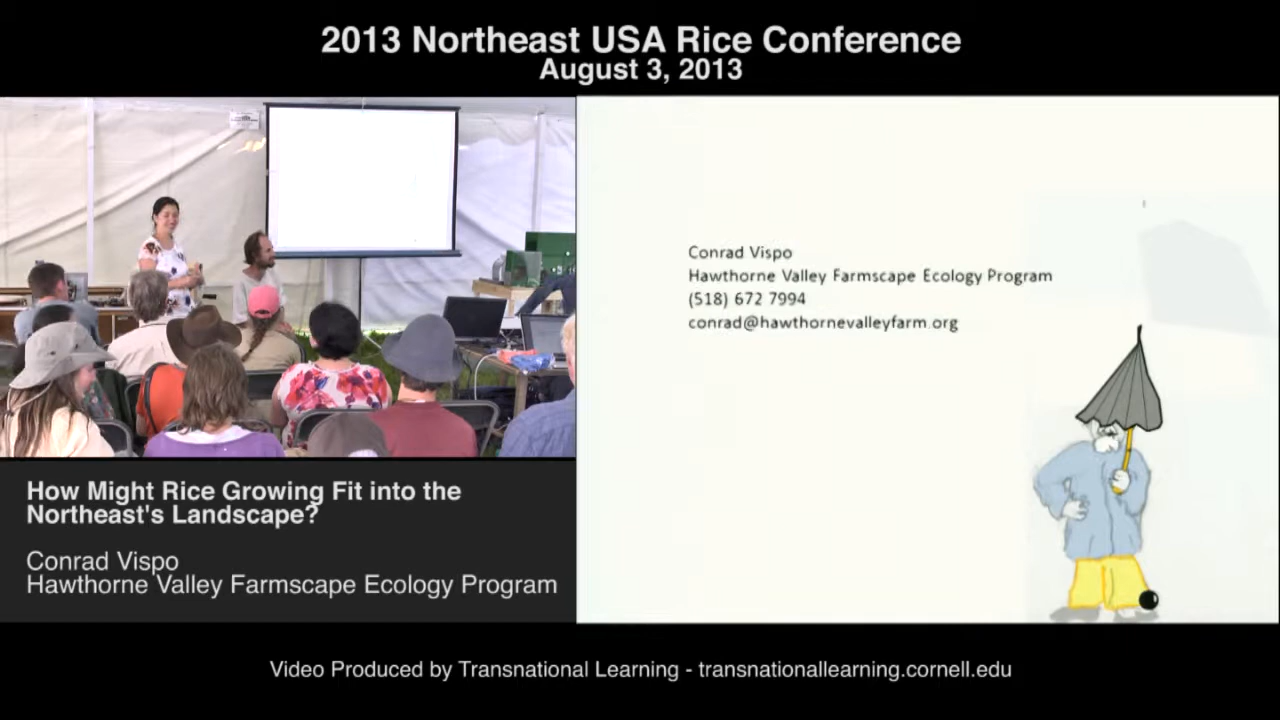 2013 Northeast USA Rice Conference
August 3, 2013
Conrad Vispo
Hawthorne Valley Farmscape Ecology Program
(518) 672 7994
conrad@hawthornevalleyfarm.org
How Might Rice Growing Fit into the
Northeast's Landscape?
Conrad Vispo
Hawthorne Valley Farmscape Ecology Program
Video Produced by Transnational Learning - transnationallearning.cornell.edu